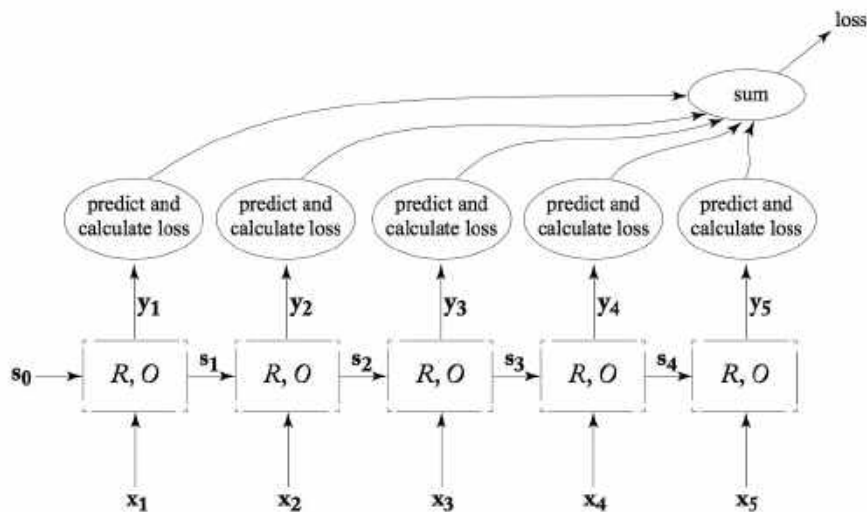 loss
sum
predict and
calculate loss
predict and
calculate loss
predict and
calculate loss
predict and
calculate loss
predict and
calculate loss
y1 y2 y3 y4 y5
s0 R, O s1 R, O s2 R, O s3 R, O s4 R, O
x1 x2 x3 x4 x5